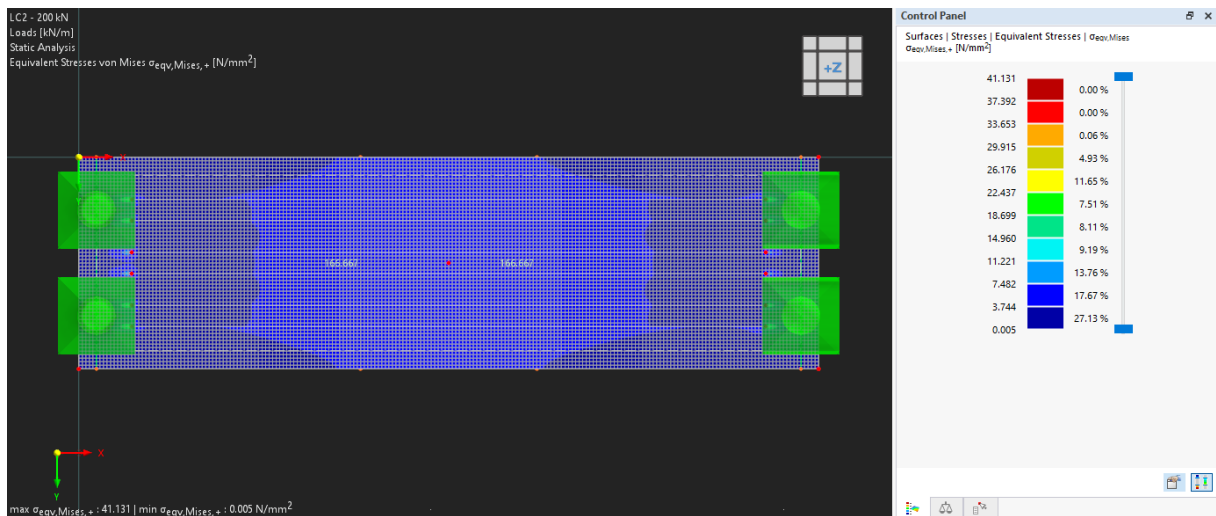 LC2 - 200 kN
Loads [kN/m]
Static Analysis
Equivalent Stresses von Mises σeqv,Mises,+ [N/mm²]
+Z
X
Y
166.667 166.667
X
Y
max σeqv,Mises,+ : 41.131 | min σeqv,Mises,+ : 0.005 N/mm²
Control Panel
Surfaces | Stresses | Equivalent Stresses | σeqv,Mises
σeqv,Mises,+ [N/mm²]
41.131
0.00 %
37.392
0.00 %
33.653
0.06 %
29.915
4.93 %
26.176
11.65 %
22.437
7.51 %
18.699
8.11 %
14.960
9.19 %
11.221
13.76 %
7.482
17.67 %
3.744
27.13 %
0.005